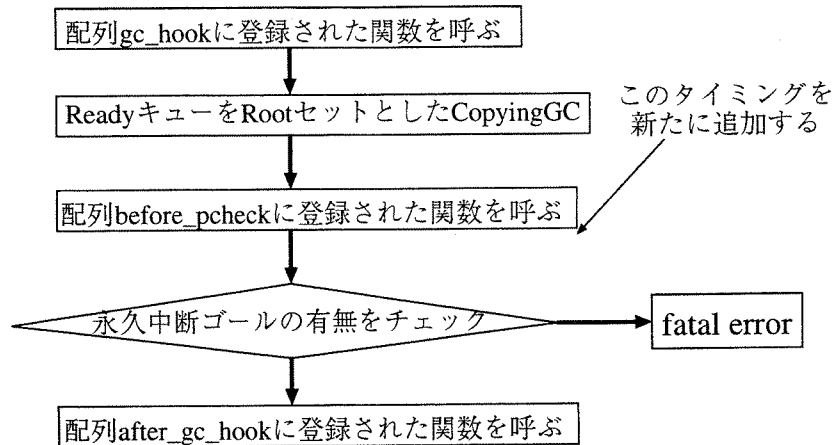 配列gc_hookに登録された関数を呼ぶ
ReadyキューをRootセットとしたCopyingGC
このタイミングを
新たに追加する
配列before_pcheckに登録された関数を呼ぶ
永久中断ゴールの有無をチェック
fatal error
配列after_gc_hookに登録された関数を呼ぶ